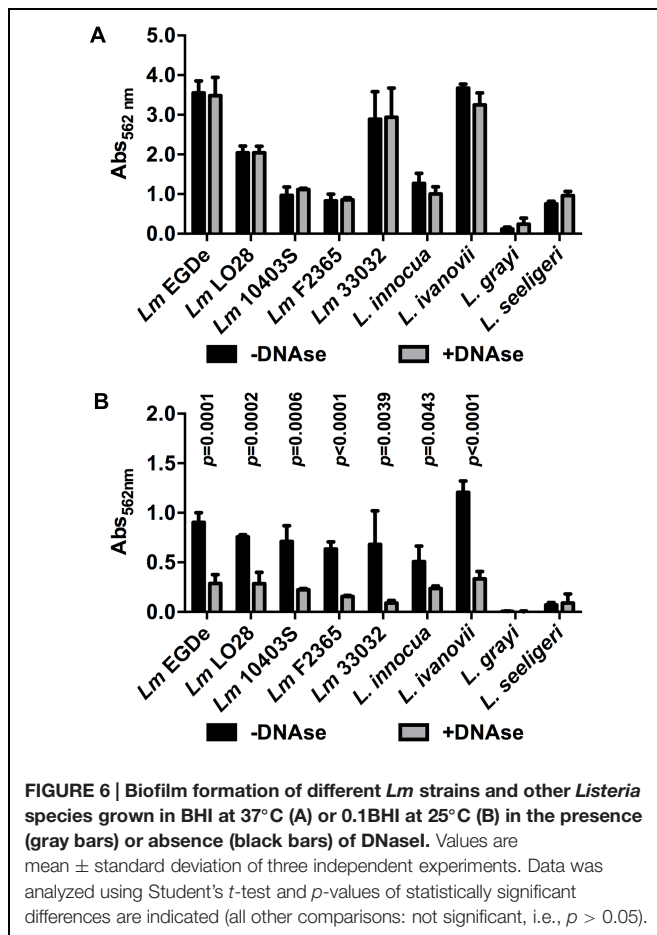 A
5.0
4.0
3.0
2.0
1.0
0.0
Abs562 nm
Lm EGDe
Lm LO28
Lm 10403S
Lm F2365
Lm 33032
L. innocua
L. ivanovii
L. grayi
L. seeligeri
-DNAse +DNAse
B
2.0
1.5
1.0
0.5
0.0
Abs562nm
p=0.0001
p=0.0002
p=0.0006
p<0.0001
p=0.0039
p=0.0043
p<0.0001
Lm EGDe
Lm LO28
Lm 10403S
Lm F2365
Lm 33032
L. innocua
L. ivanovii
L. grayi
L. seeligeri
-DNAse +DNAse
FIGURE 6 | Biofilm formation of different Lm strains and other Listeria
species grown in BHI at 37°C (A) or 0.1BHI at 25°C (B) in the presence
(gray bars) or absence (black bars) of DNaseI. Values are
mean ± standard deviation of three independent experiments. Data was
analyzed using Student's t-test and p-values of statistically significant
differences are indicated (all other comparisons: not significant, i.e., p > 0.05).